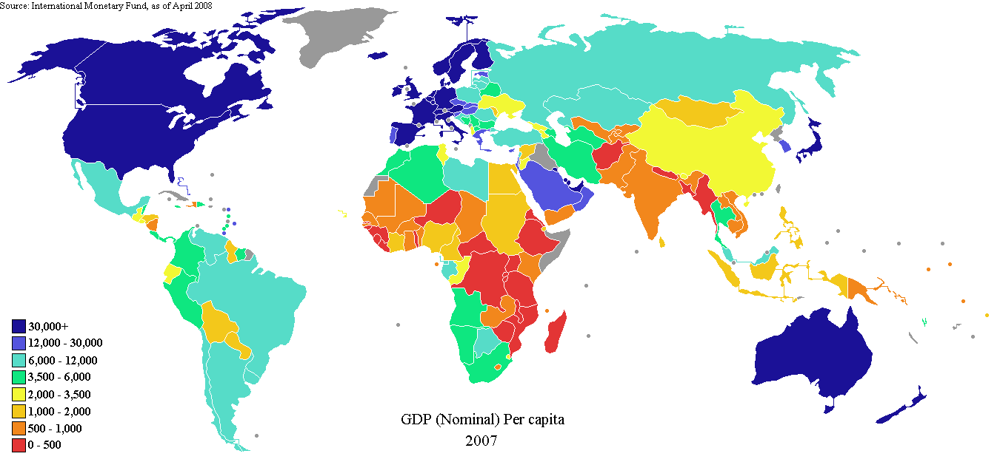 Source: International Monetary Fund, as of April 2008
30,000+
12,000 - 30,000
6,000 - 12,000
3,500 - 6,000
2,000 - 3,500
1,000 - 2,000
500 - 1,000
0 - 500
GDP (Nominal) Per capita
2007